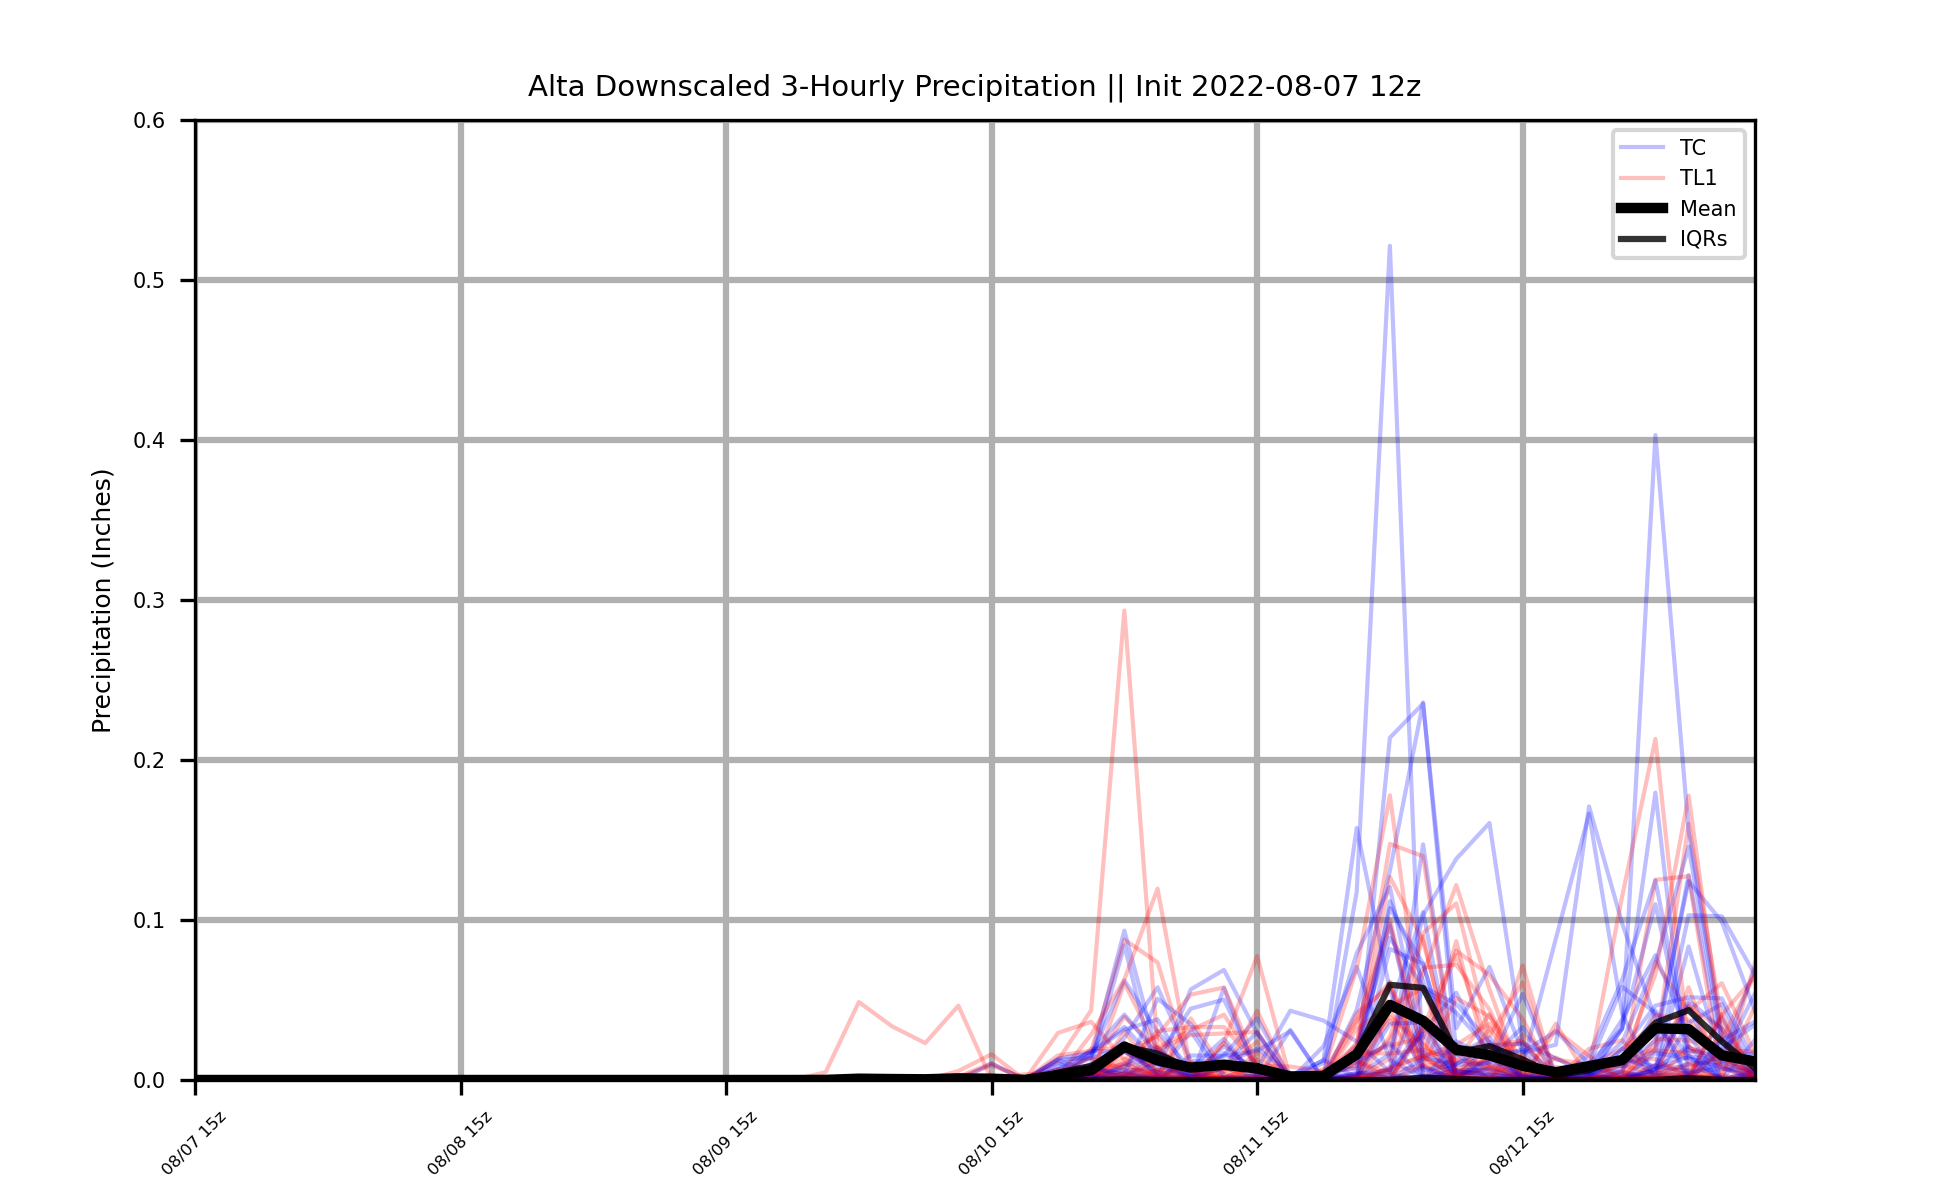 Alta Downscaled 3-Hourly Precipitation || Init 2022-08-07 12z
TC
TL1
Mean
IQRs
Precipitation (Inches)
0.6
0.5
0.4
0.3
0.2
0.1
0.0
08/07 15z
08/08 15z
08/09 15z
08/10 15z
08/11 15z
08/12 15z